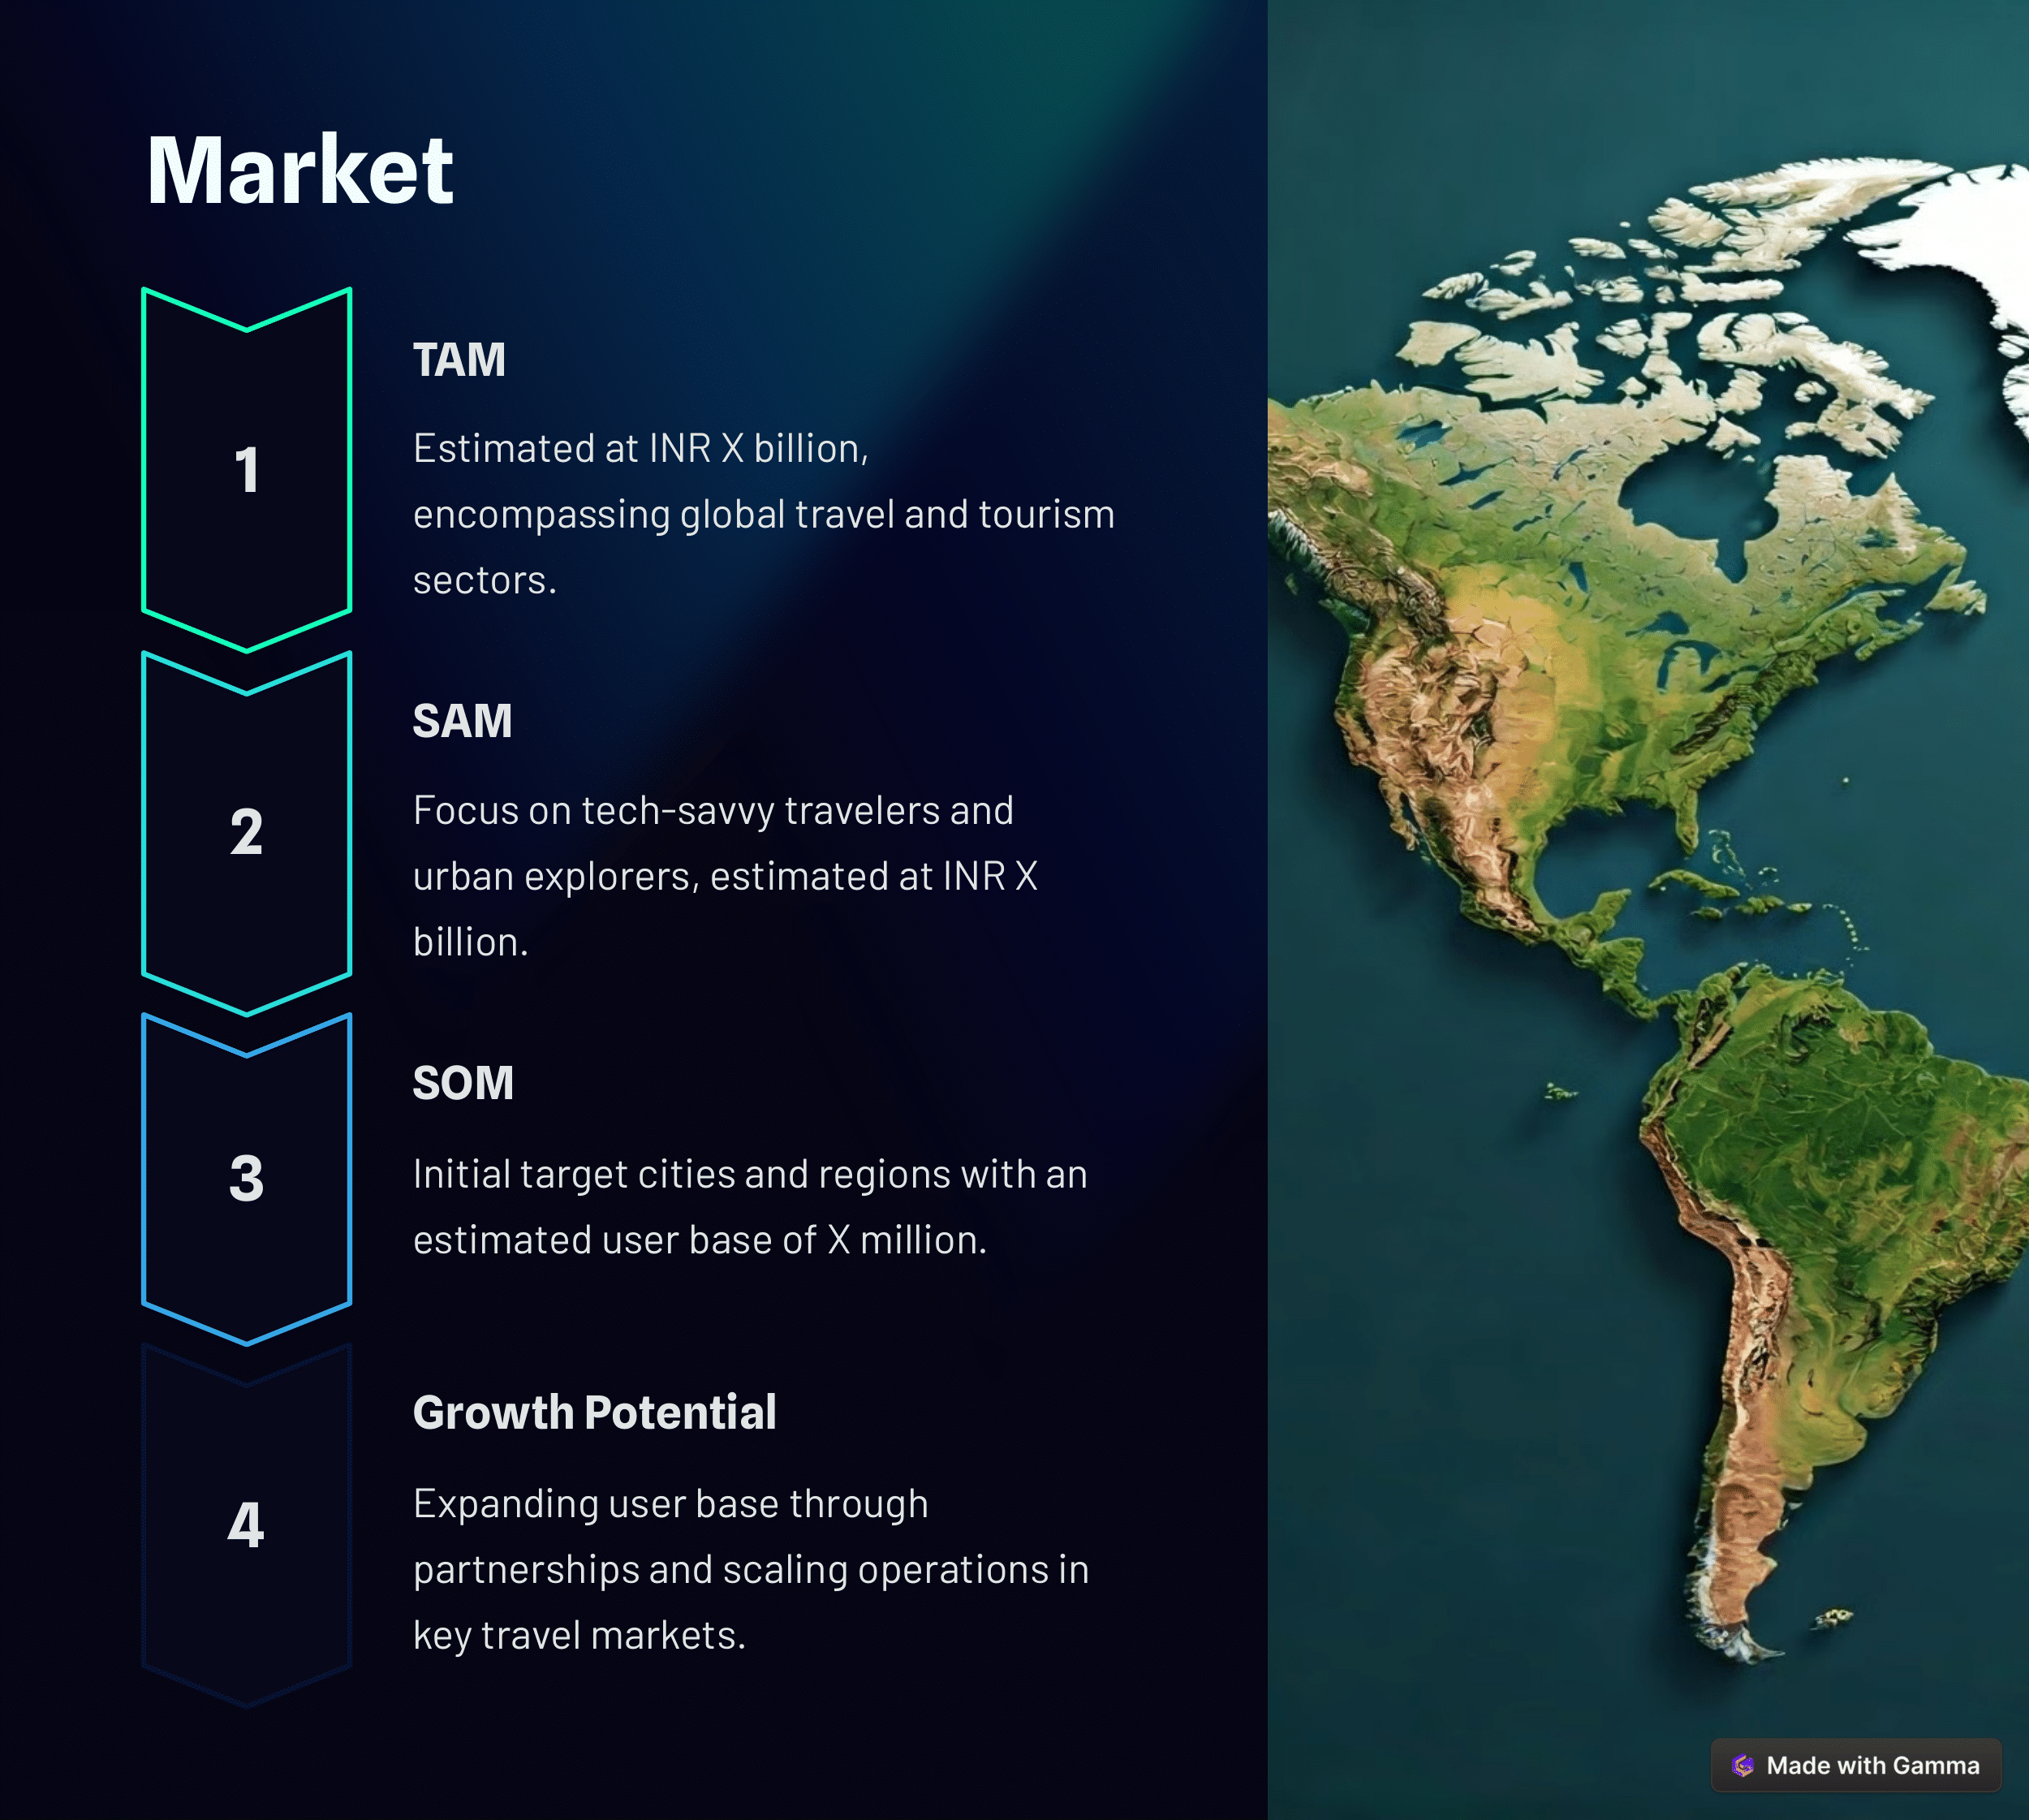 Market
1
TAM
Estimated at INR X billion,
encompassing global travel and tourism
sectors.
2
SAM
Focus on tech-savvy travelers and
urban explorers, estimated at INR X
billion.
3
SOM
Initial target cities and regions with an
estimated user base of X million.
4
Growth Potential
Expanding user base through
partnerships and scaling operations in
key travel markets.
Made with Gamma